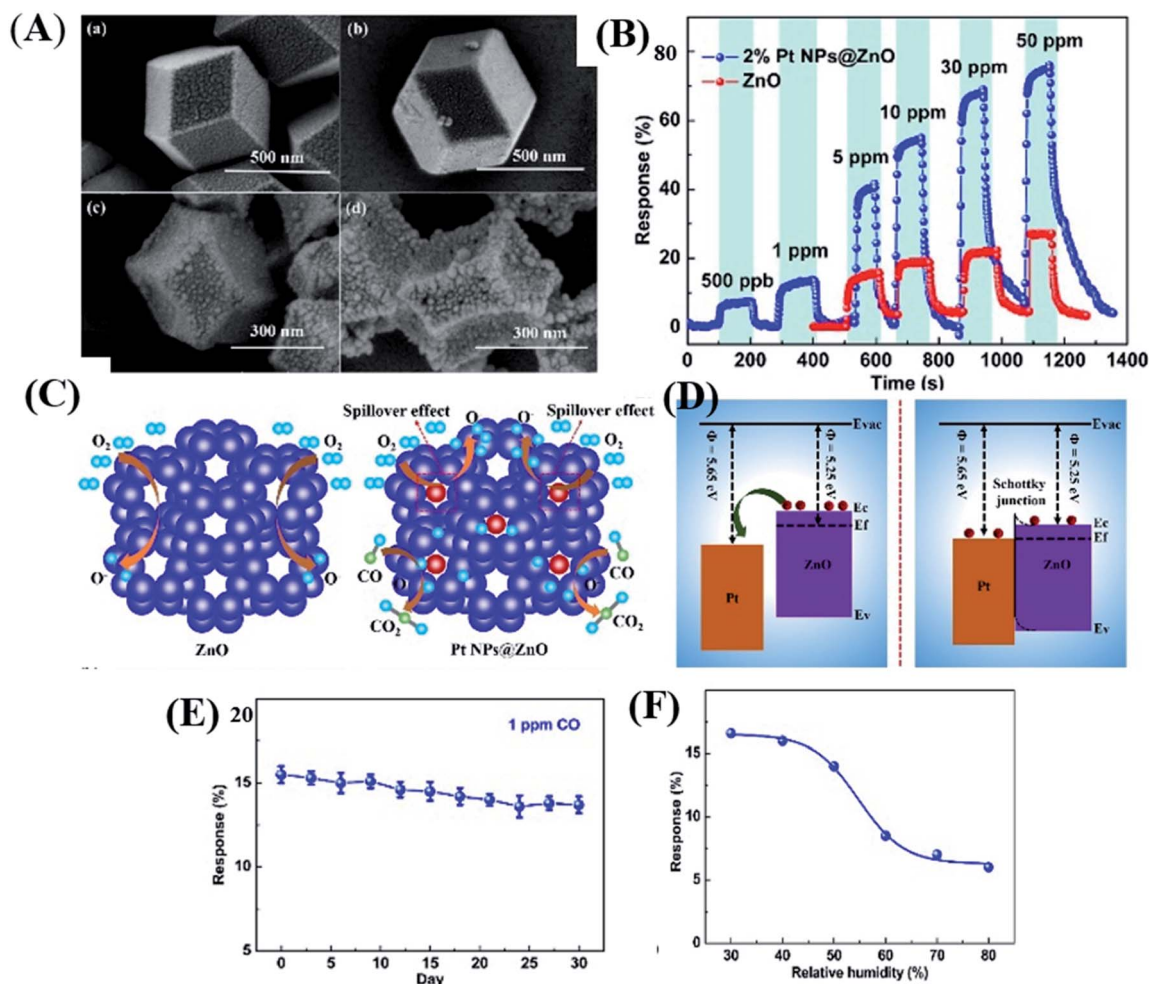 (A)
(a)
500 nm
(b)
500 nm
(c)
300 nm
(d)
300 nm
(B)
2% Pt NPs@ZnO
ZnO
500 ppb
1 ppm
5 ppm
10 ppm
30 ppm
50 ppm
80
60
40
20
0
Response (%)
0 200 400 600 800 1000 1200 1400
Time (s)
(C)
O2
O2
O-
O-
ZnO
Spillover effect
O-
O-
Spillover effect
O2
O2
CO
O-
O-
CO
CO2
CO2
Pt NPs@ZnO
(D)
Evac
Φ = 5.65 eV
Φ = 5.25 eV
Ec
Ef
ZnO
Pt
Ev
Evac
Φ = 5.65 eV
Φ = 5.25 eV
Schottky
junction
Ec
Ef
ZnO
Pt
Ev
(E)
1 ppm CO
20
15
10
5
Response (%)
0 5 10 15 20 25 30
Day
(F)
15
10
5
0
Response (%)
30 40 50 60 70 80
Relative humidity (%)